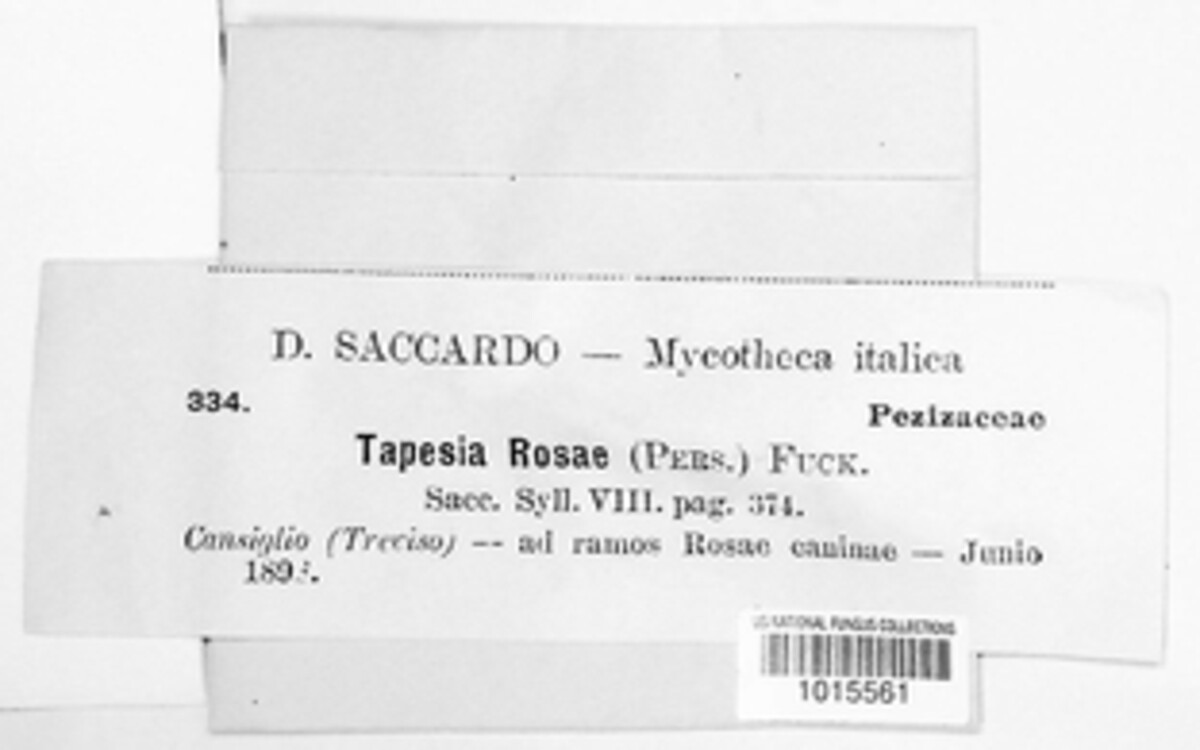 D. SACCARDO — Mycotheca italica
334.
Pezizaceae
Tapesia Rosae (PERS.) FUCK.
Sacc. Syll. VIII. pag. 374.
Cansiglio (Treviso) — ad ramos Rosae caninae — Junio
US NATIONAL FUNGUS COLLECTIONS
1015561